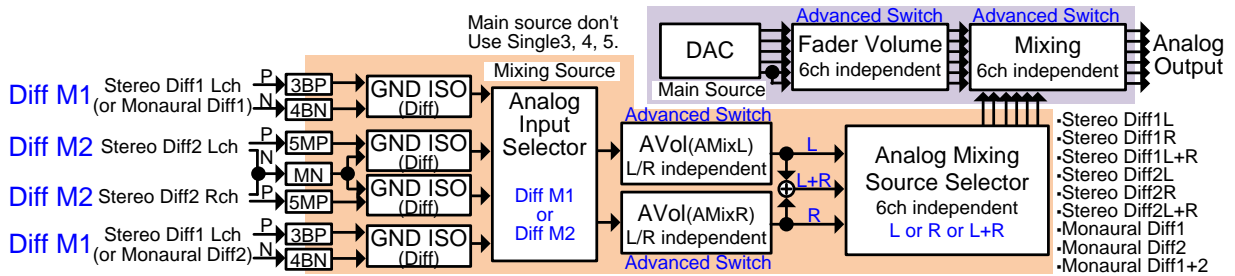 Main source don't
Use Single3, 4, 5.
Advanced Switch
Advanced Switch
DAC
Fader Volume
6ch independent
Mixing
6ch independent
Analog
Output
Main Source
Mixing Source
Diff M1
Stereo Diff1 Lch
(or Monaural Diff1)
P
N
3BP
4BN
GND ISO
(Diff)
Diff M2
Stereo Diff2 Lch
P
N
5MP
MN
GND ISO
(Diff)
Diff M2
Stereo Diff2 Rch
P
5MP
GND ISO
(Diff)
Diff M1
Stereo Diff1 Lch
(or Monaural Diff2)
P
N
3BP
4BN
GND ISO
(Diff)
Analog
Input
Selector
Diff M1
or
Diff M2
Advanced Switch
AVol(AMixL)
L/R independent
AVol(AMixR)
L/R independent
Advanced Switch
L
L+R
R
Analog Mixing
Source Selector
6ch independent
L or R or L+R
▪Stereo Diff1L
▪Stereo Diff1R
▪Stereo Diff1L+R
▪Stereo Diff2L
▪Stereo Diff2R
▪Stereo Diff2L+R
▪Monaural Diff1
▪Monaural Diff2
▪Monaural Diff1+2